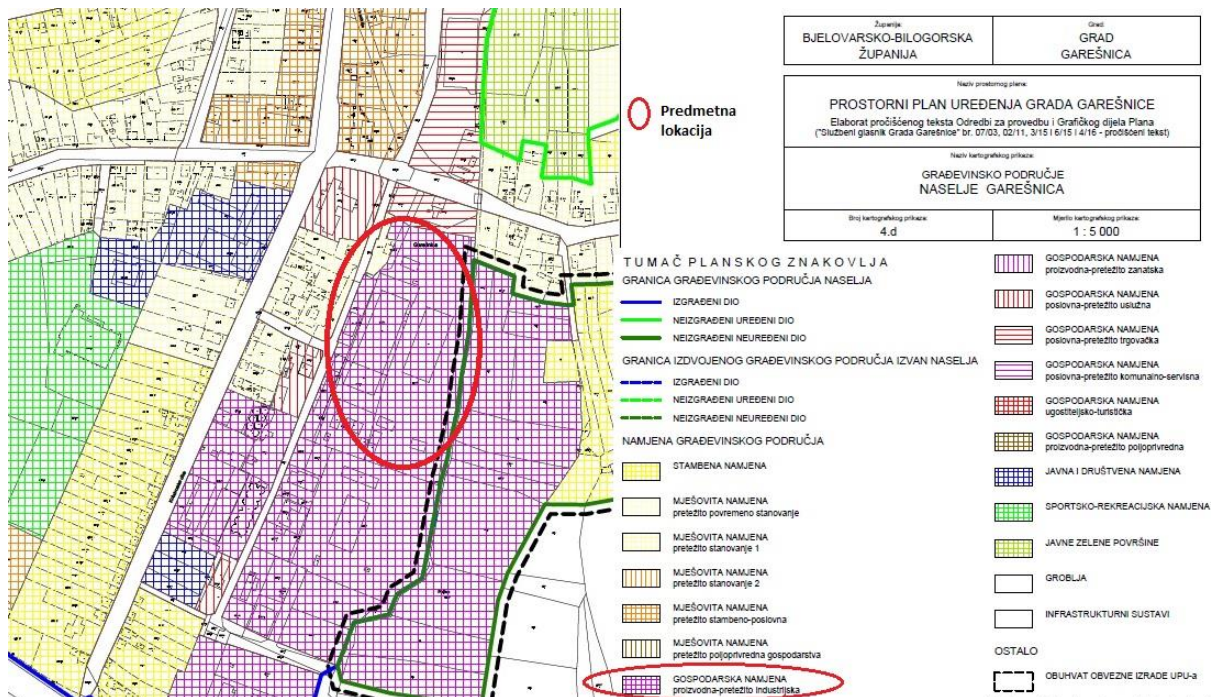 Predmetna
lokacija
Županija:
BJELOVARSKO-BILOGORSKA
ŽUPANIJA
Grad:
GRAD
GAREŠNICA
Naziv prostornog plana:
PROSTORNI PLAN UREĐENJA GRADA GAREŠNICE
Elaborat pročišćenog teksta Odredbi za provedbu i Grafičkog dijela Plana
("Službeni glasnik Grada Garešnice" br. 07/03, 02/11, 3/15 i 6/15 i 4/16 - pročišćeni tekst)
Naziv kartografskog prikaza:
GRAĐEVINSKO PODRUČJE
NASELJE GAREŠNICA
Broj kartografskog prikaza:
4.d
Mjerilo kartografskog prikaza:
1 : 5 000
Garešnica
TUMAČ PLANSKOG ZNAKOVLJA
GRANICA GRAĐEVINSKOG PODRUČJA NASELJA
IZGRAĐENI DIO
NEIZGRAĐENI UREĐENI DIO
NEIZGRAĐENI NEUREĐENI DIO
GRANICA IZDVOJENOG GRAĐEVINSKOG PODRUČJA IZVAN NASELJA
IZGRAĐENI DIO
NEIZGRAĐENI UREĐENI DIO
NEIZGRAĐENI NEUREĐENI DIO
NAMJENA GRAĐEVINSKOG PODRUČJA
STAMBENA NAMJENA
MJEŠOVITA NAMJENA
pretežito povremeno stanovanje
MJEŠOVITA NAMJENA
pretežito stanovanje 1
MJEŠOVITA NAMJENA
pretežito stanovanje 2
MJEŠOVITA NAMJENA
pretežito stambeno-poslovna
MJEŠOVITA NAMJENA
pretežito poljoprivredna gospodarstva
GOSPODARSKA NAMJENA
proizvodna-pretežito industrijska
GOSPODARSKA NAMJENA
proizvodna-pretežito zanatska
GOSPODARSKA NAMJENA
poslovna-pretežito uslužna
GOSPODARSKA NAMJENA
poslovna-pretežito trgovačka
GOSPODARSKA NAMJENA
poslovna-pretežito komunalno-servisna
GOSPODARSKA NAMJENA
ugostiteljsko-turistička
GOSPODARSKA NAMJENA
proizvodna-pretežito poljoprivredna
JAVNA I DRUŠTVENA NAMJENA
SPORTSKO-REKREACIJSKA NAMJENA
JAVNE ZELENE POVRŠINE
GROBLJA
INFRASTRUKTURNI SUSTAVI
OSTALO
OBUHVAT OBVEZNE IZRADE UPU-a